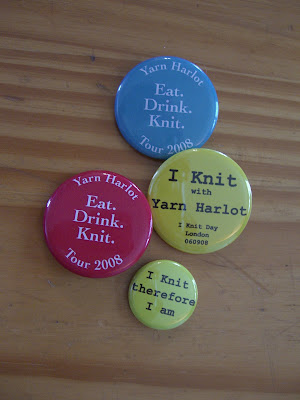 Yarn Harlot
Eat.
Drink.
Knit.
Tour 2008
I Knit
with
Yarn Harlot
I Knit Day
London
060908
Yarn Harlot
Eat.
Drink.
Knit.
Tour 2008
I Knit
therefore
I am